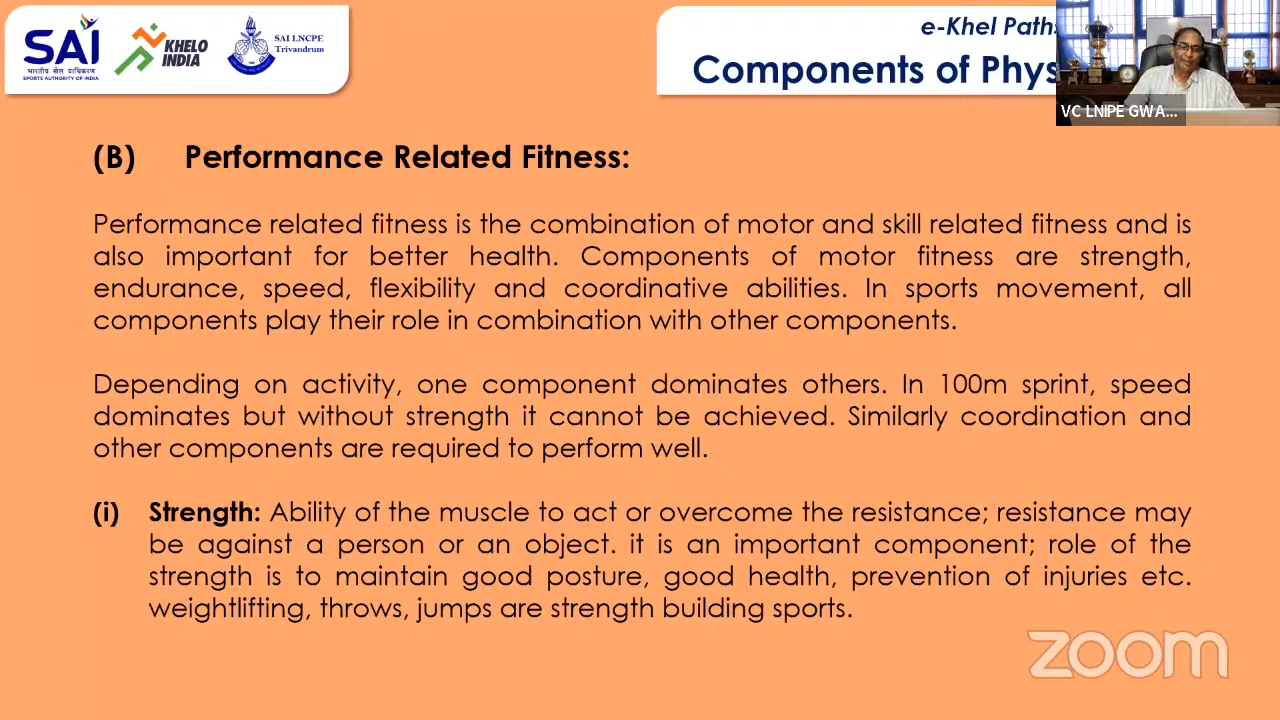 SAI
भारतीय खेल प्राधिकरण
SPORTS AUTHORITY OF INDIA
KHELO
INDIA
SAI LNCPE
Trivandrum
e-Khel Paths
Components of Phys
VC LNIPE GWA...
(B) Performance Related Fitness:
Performance related fitness is the combination of motor and skill related fitness and is
also important for better health. Components of motor fitness are strength,
endurance, speed, flexibility and coordinative abilities. In sports movement, all
components play their role in combination with other components.
Depending on activity, one component dominates others. In 100m sprint, speed
dominates but without strength it cannot be achieved. Similarly coordination and
other components are required to perform well.
(i) Strength: Ability of the muscle to act or overcome the resistance; resistance may
be against a person or an object. it is an important component; role of the
strength is to maintain good posture, good health, prevention of injuries etc.
weightlifting, throws, jumps are strength building sports.
zoom